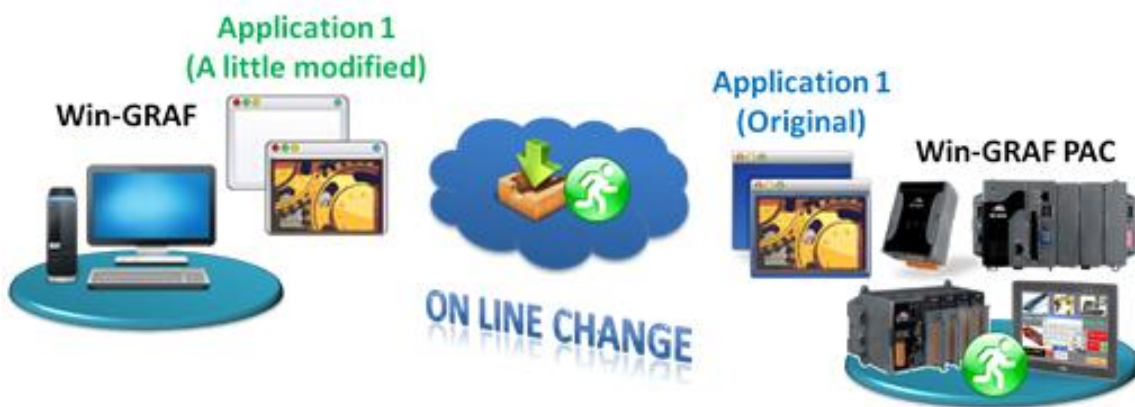 Application 1
(A little modified)
Win-GRAF
Application 1
(Original)
Win-GRAF PAC
ON LINE CHANGE